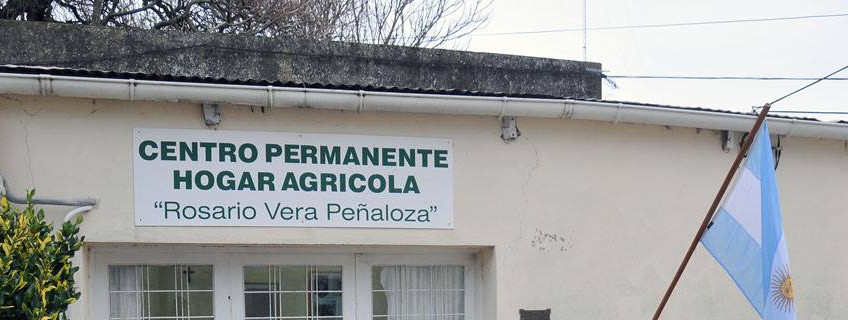 CENTRO PERMANENTE
HOGAR AGRICOLA
“Rosario Vera Peñaloza”